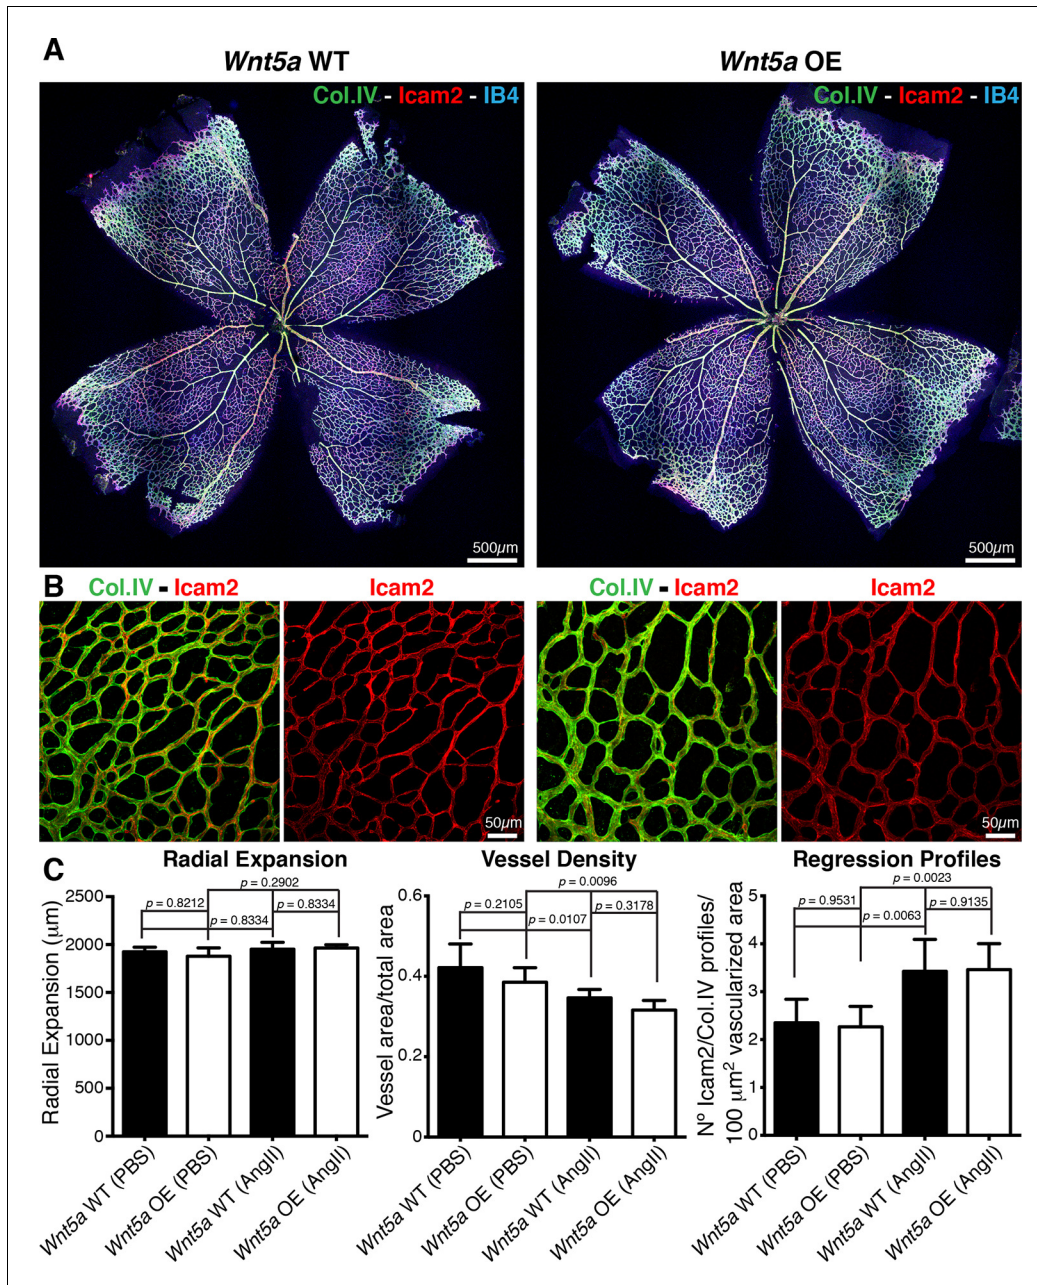 A
Wnt5a WT
Wnt5a OE
Col.IV - Icam2 - IB4
Col.IV - Icam2 - IB4
500µm
500µm
B
Col.IV - Icam2
Icam2
Col.IV - Icam2
Icam2
50µm
50µm
C
Radial Expansion
Radial Expansion (µm)
2500
2000
1500
1000
500
0
p = 0.2902
p = 0.8212
p = 0.8334
p = 0.8334
Wnt5a WT (PBS)
Wnt5a OE (PBS)
Wnt5a WT (AngII)
Wnt5a OE (AngII)
Vessel Density
Vessel area/total area
0.6
0.4
0.2
0
p = 0.0096
p = 0.2105
p = 0.3178
p = 0.0107
Wnt5a WT (PBS)
Wnt5a OE (PBS)
Wnt5a WT (AngII)
Wnt5a OE (AngII)
Regression Profiles
Nº Icam2/Col.IV profiles/
100 µm² vascularized area
5
4
3
2
1
0
p = 0.0023
p = 0.9531
p = 0.9135
p = 0.0063
Wnt5a WT (PBS)
Wnt5a OE (PBS)
Wnt5a WT (AngII)
Wnt5a OE (AngII)